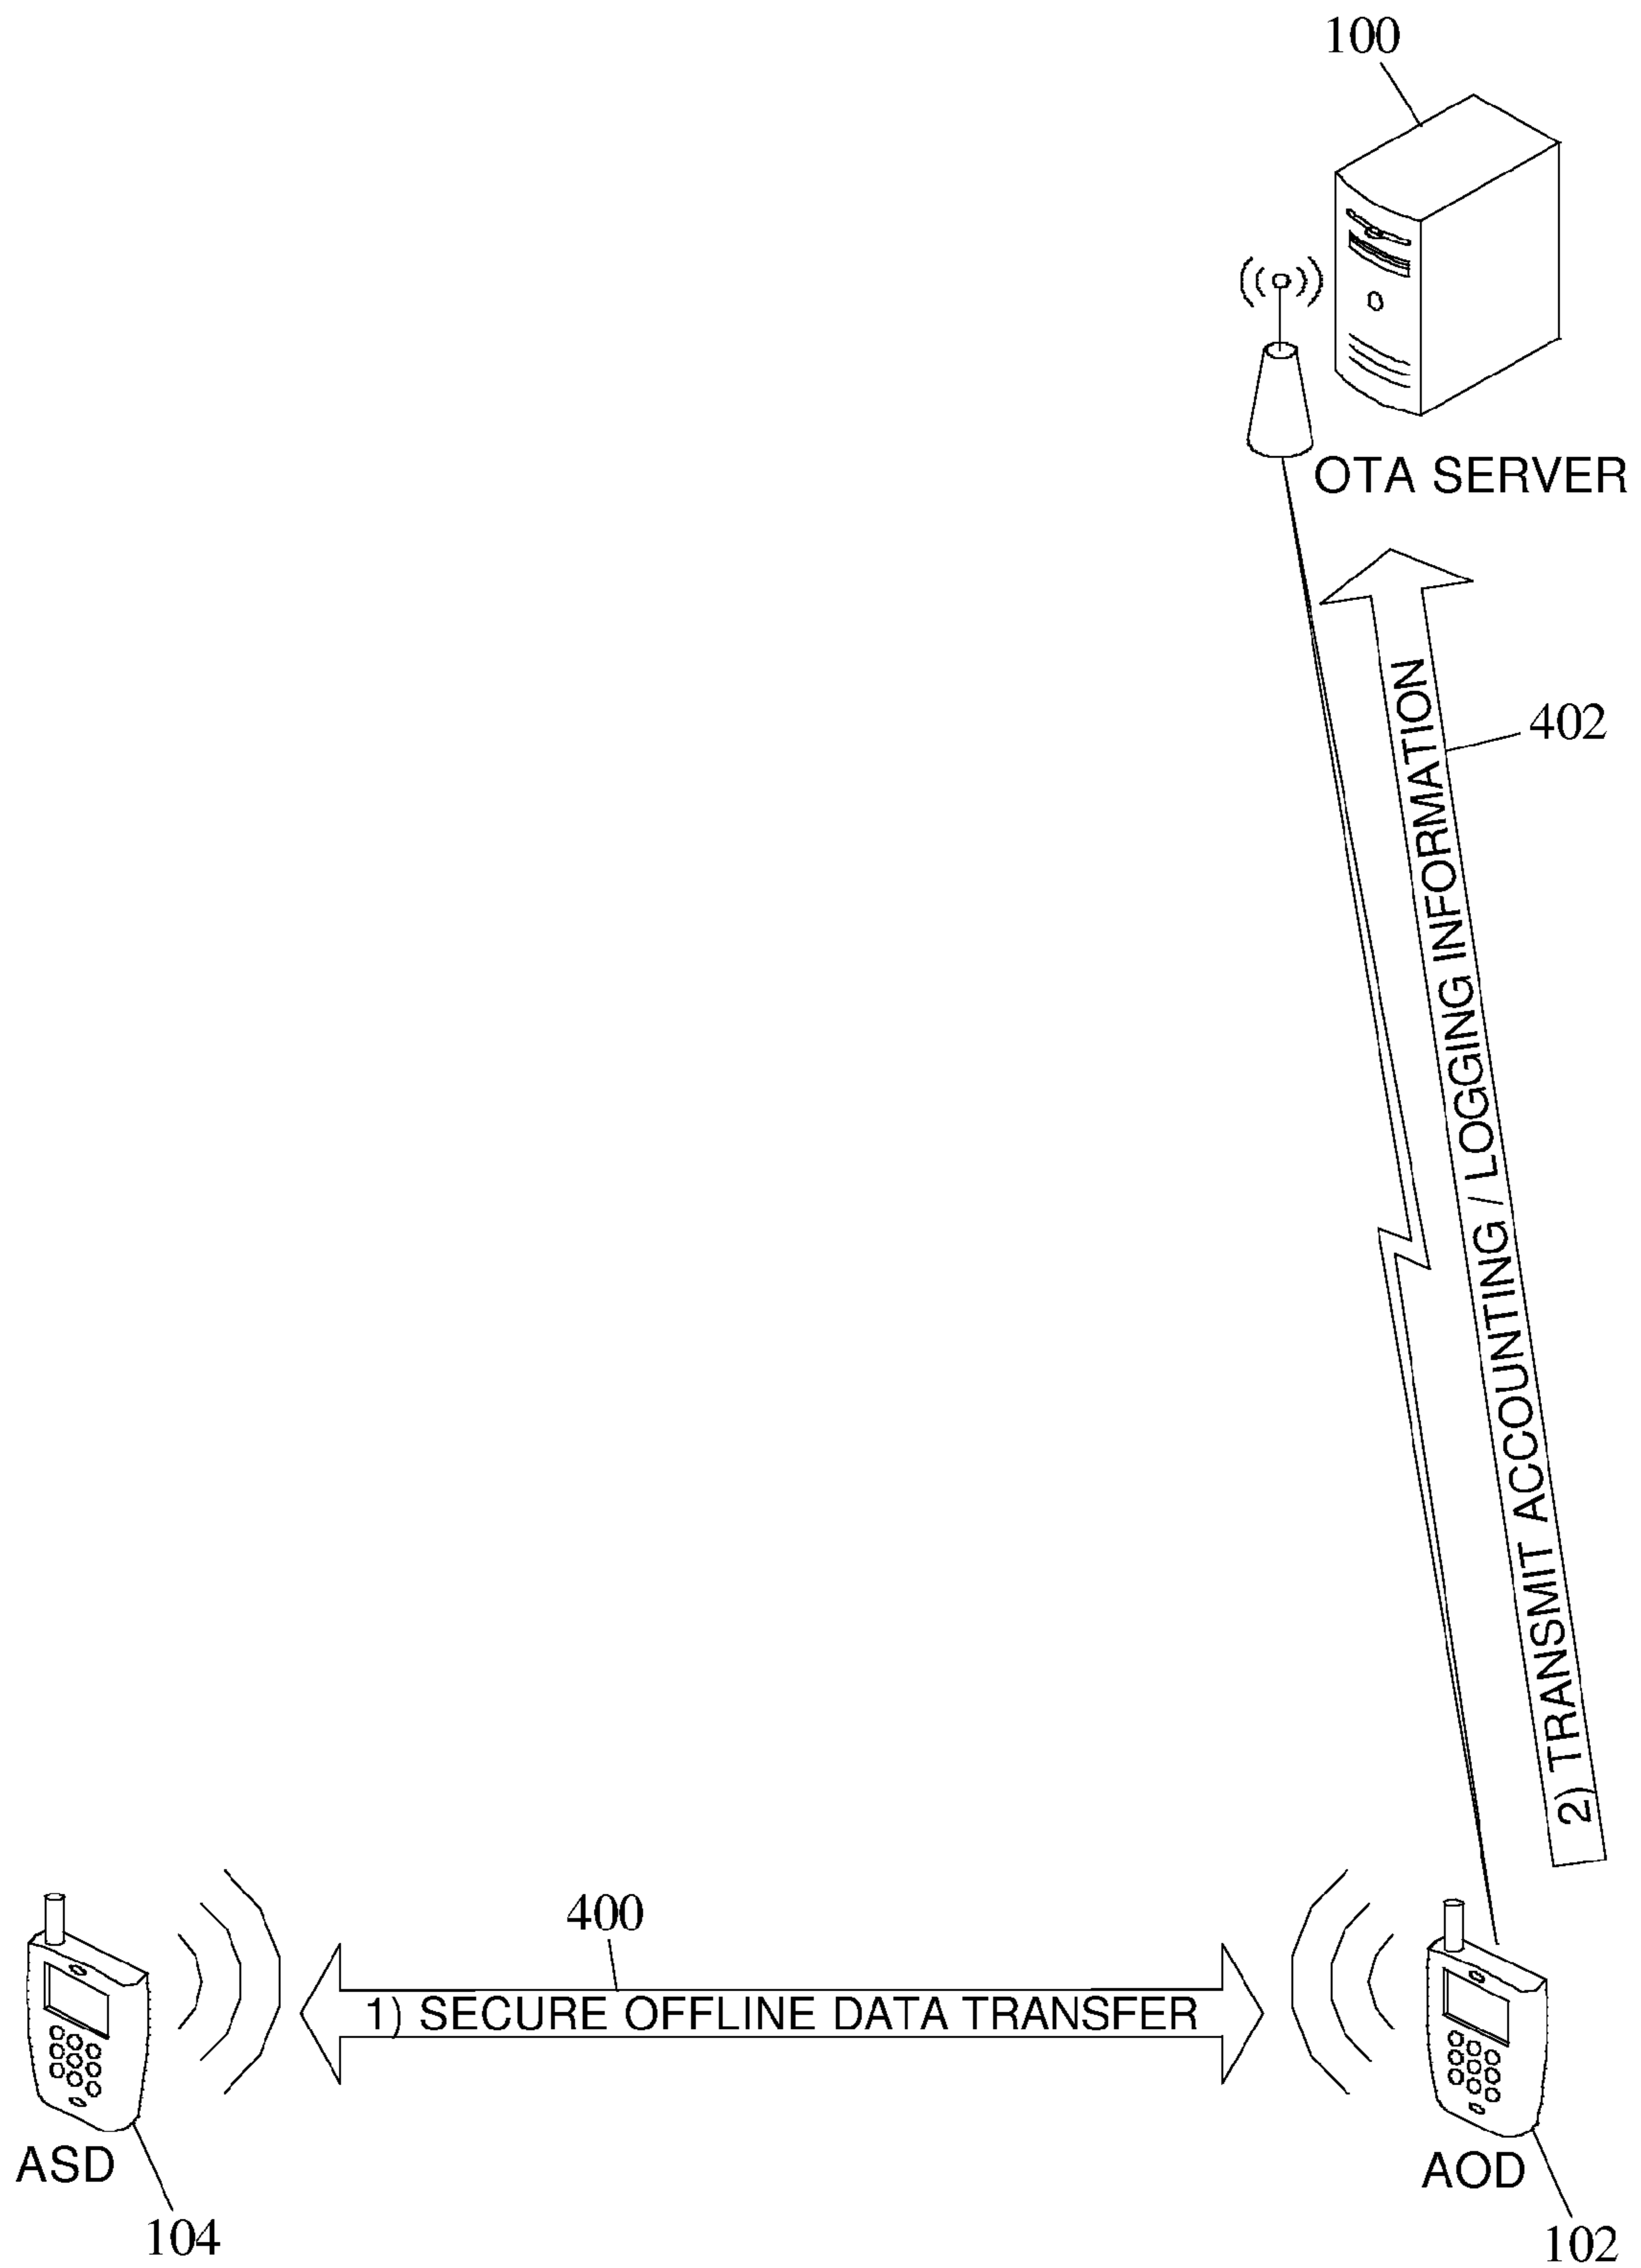 100
OTA SERVER
402
2) TRANSMIT ACCOUNTING / LOGGING INFORMATION
400
1) SECURE OFFLINE DATA TRANSFER
ASD
AOD
104
102